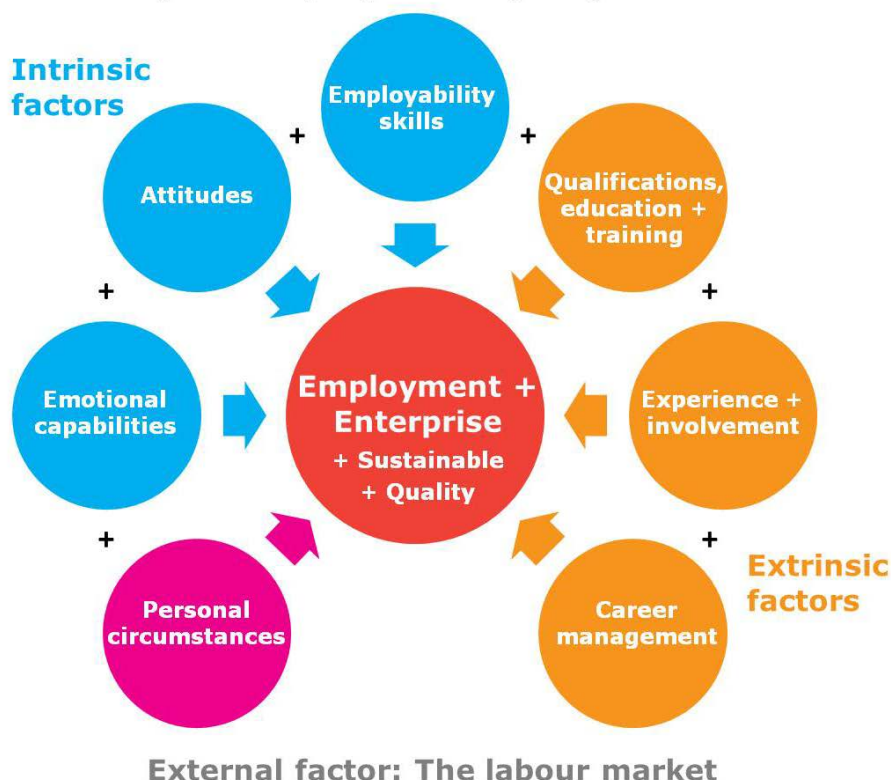 Intrinsic
factors
Employability
skills
+
+
Attitudes
Qualifications,
education +
training
+
+
Emotional
capabilities
Employment +
Enterprise
+ Sustainable
+ Quality
Experience +
involvement
+
+
Personal
circumstances
Career
management
Extrinsic
factors
External factor: The labour market